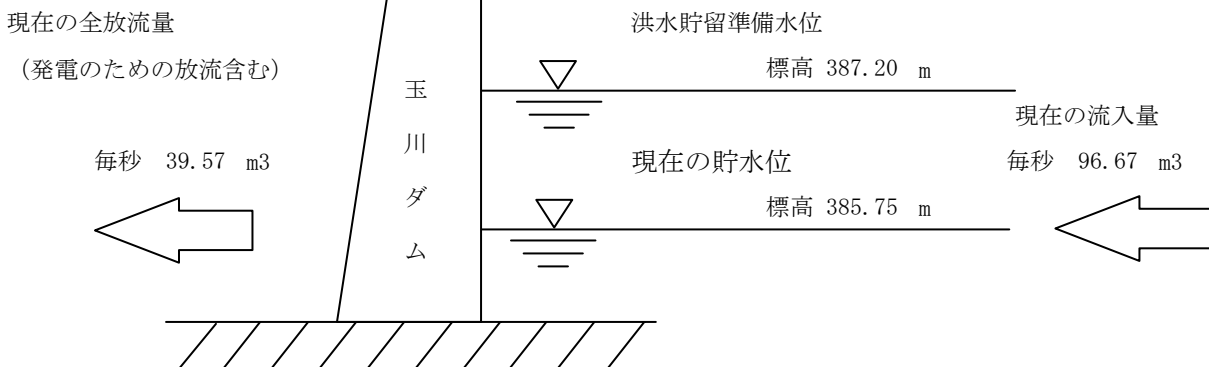 現在の全放流量
（発電のための放流含む）
毎秒 39.57 m3
玉川ダム
洪水貯留準備水位
標高 387.20 m
現在の貯水位
標高 385.75 m
現在の流入量
毎秒 96.67 m3